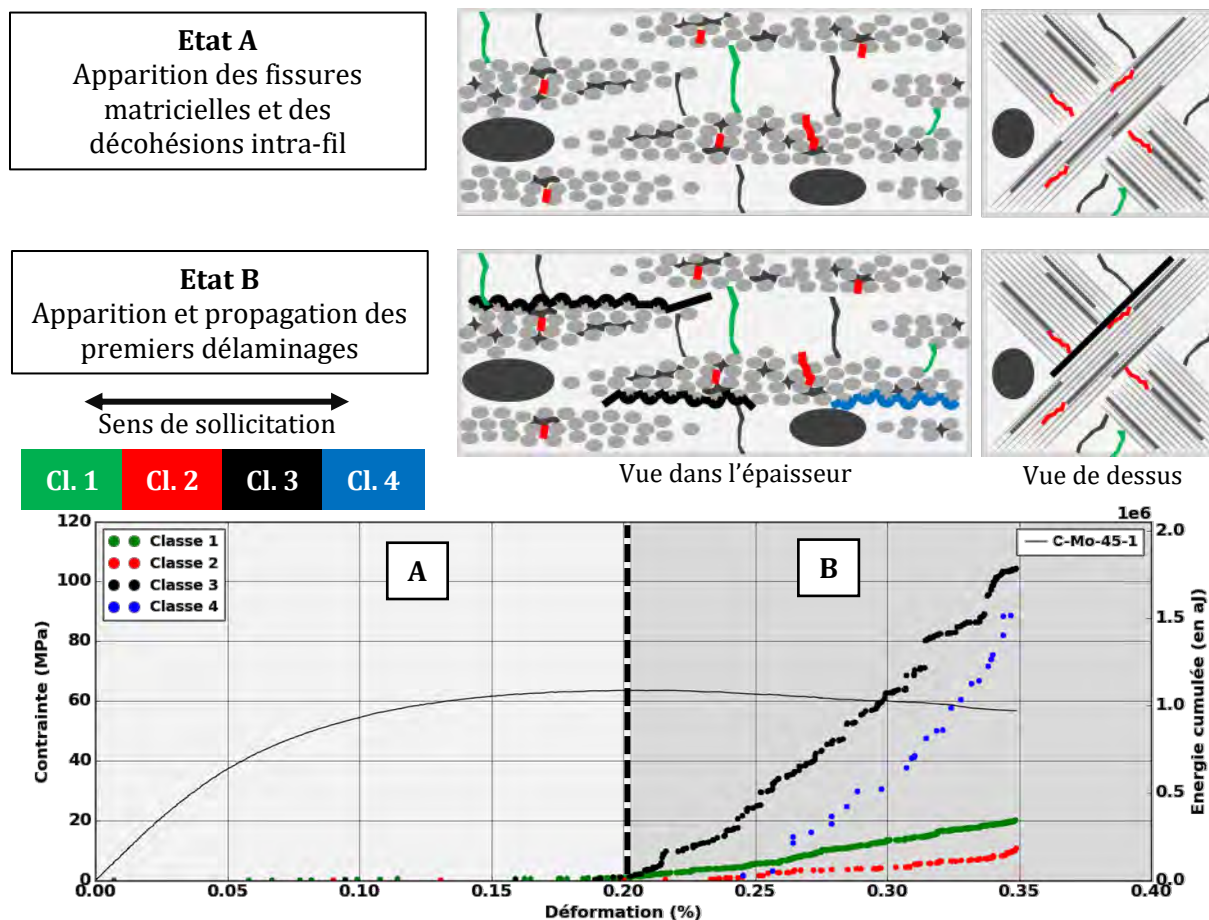 Etat A
Apparition des fissures
matricielles et des
décohésions intra-fil
Etat B
Apparition et propagation des
premiers délaminages
Sens de sollicitation
Cl. 1 Cl. 2 Cl. 3 Cl. 4
Vue dans l'épaisseur Vue de dessus
1e6
120 100 80 60 40 20 0
Contrainte (MPa)
Classe 1
Classe 2
Classe 3
Classe 4
A
B
C-Mo-45-1
2.0 1.5 1.0 0.5 0.0
Energie cumulée (en aJ)
0.00 0.05 0.10 0.15 0.20 0.25 0.30 0.35 0.40
Déformation (%)